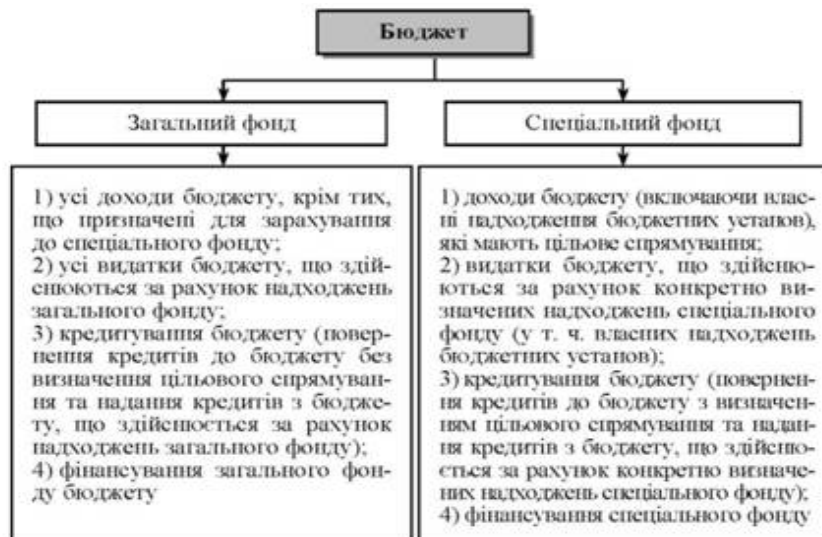 Бюджет
Загальний фонд
Спеціальний фонд
1) усі доходи бюджету, крім тих,
що призначені для зарахування
до спеціального фонду;
2) усі видатки бюджету, що здій-
снюються за рахунок надходжень
загального фонду;
3) кредитування бюджету (повер-
нення кредитів до бюджету без
визначення цільового спрямуван-
ня та надання кредитів з бюдже-
ту, що здійснюється за рахунок
надходжень загального фонду);
4) фінансування загального фон-
ду бюджету
1) доходи бюджету (включаючи влас-
ні надходження бюджетних установ),
які мають цільове спрямування;
2) видатки бюджету, що здійсню-
ються за рахунок конкретно ви-
значених надходжень спеціального
фонду (у т. ч. власних надходжень
бюджетних установ);
3) кредитування бюджету (повернен-
ня кредитів до бюджету з визначен-
ням цільового спрямування та надан-
ня кредитів з бюджету, що здійсню-
ється за рахунок конкретно визначе-
них надходжень спеціального фонду);
4) фінансування спеціального фонду